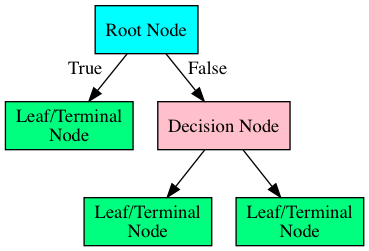 Root Node
True
False
Leaf/Terminal
Node
Decision Node
Leaf/Terminal
Node
Leaf/Terminal
Node